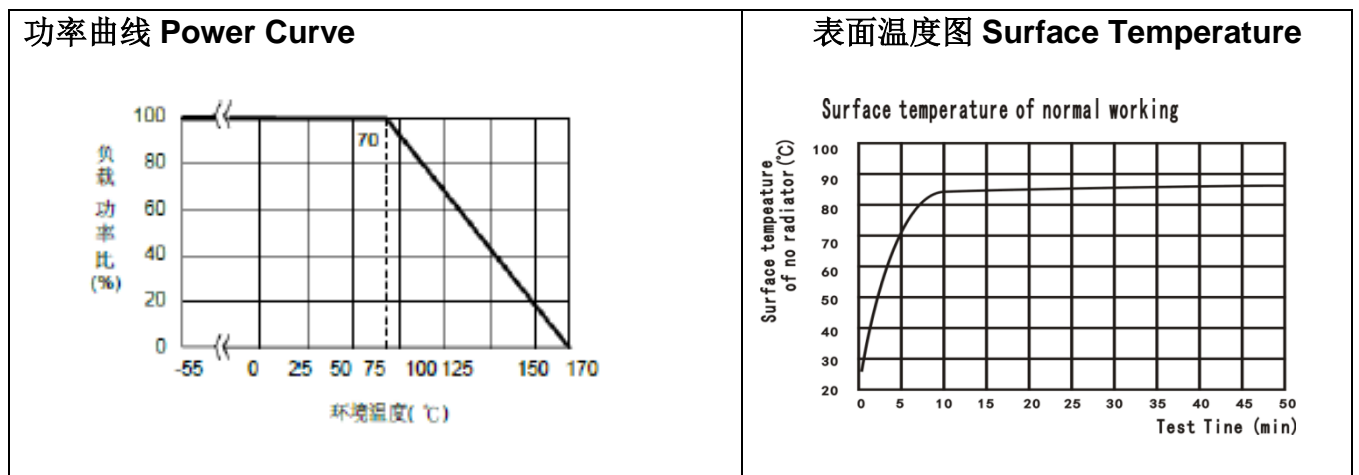 功率曲线 Power Curve
100
80
60
40
20
0
负载功率比(%)
70
-55 0 25 50 75 100 125 150 170
环境温度(℃)
表面温度图 Surface Temperature
Surface temperature of normal working
Surface tempeature
of no radiator(℃)
100
90
80
70
60
50
40
30
20
0 5 10 15 20 25 30 35 40 45 50
Test Tine (min)